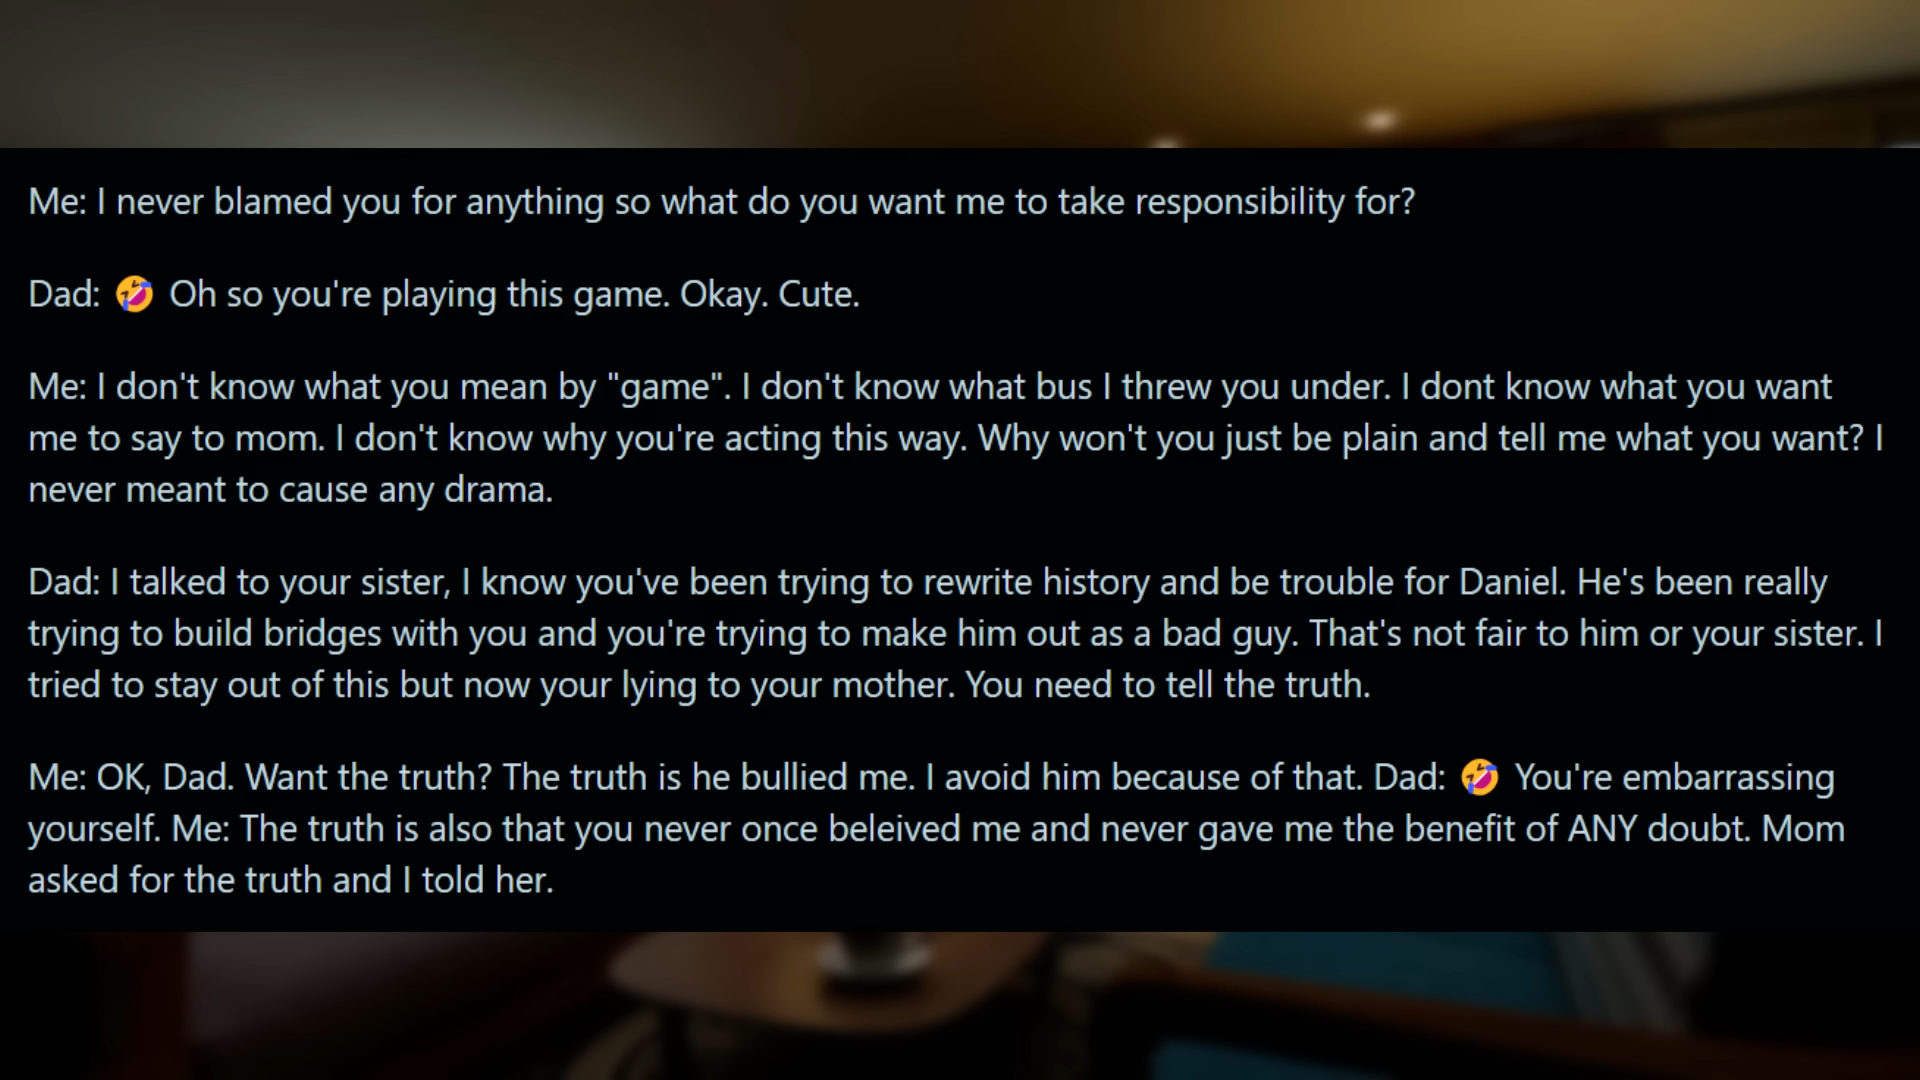 Me: I never blamed you for anything so what do you want me to take responsibility for?
Dad: 🤣 Oh so you're playing this game. Okay. Cute.
Me: I don't know what you mean by "game". I don't know what bus I threw you under. I dont know what you want
me to say to mom. I don't know why you're acting this way. Why won't you just be plain and tell me what you want? I
never meant to cause any drama.
Dad: I talked to your sister, I know you've been trying to rewrite history and be trouble for Daniel. He's been really
trying to build bridges with you and you're trying to make him out as a bad guy. That's not fair to him or your sister. I
tried to stay out of this but now your lying to your mother. You need to tell the truth.
Me: OK, Dad. Want the truth? The truth is he bullied me. I avoid him because of that. Dad: 🤣 You're embarrassing
yourself. Me: The truth is also that you never once beleived me and never gave me the benefit of ANY doubt. Mom
asked for the truth and I told her.